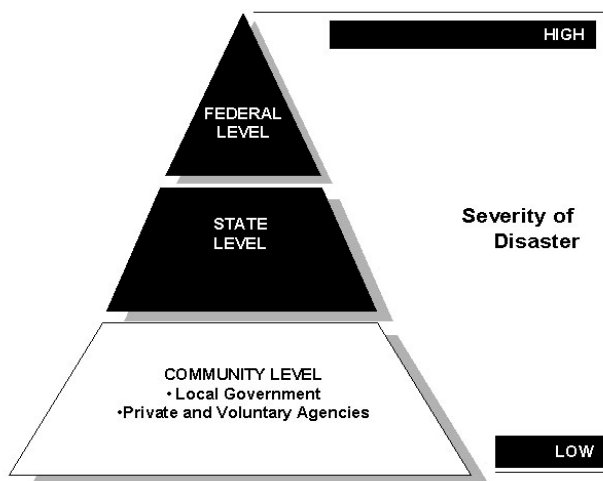 HIGH
FEDERAL
LEVEL
STATE
LEVEL
Severity of
Disaster
COMMUNITY LEVEL
• Local Government
•Private and Voluntary Agencies
LOW